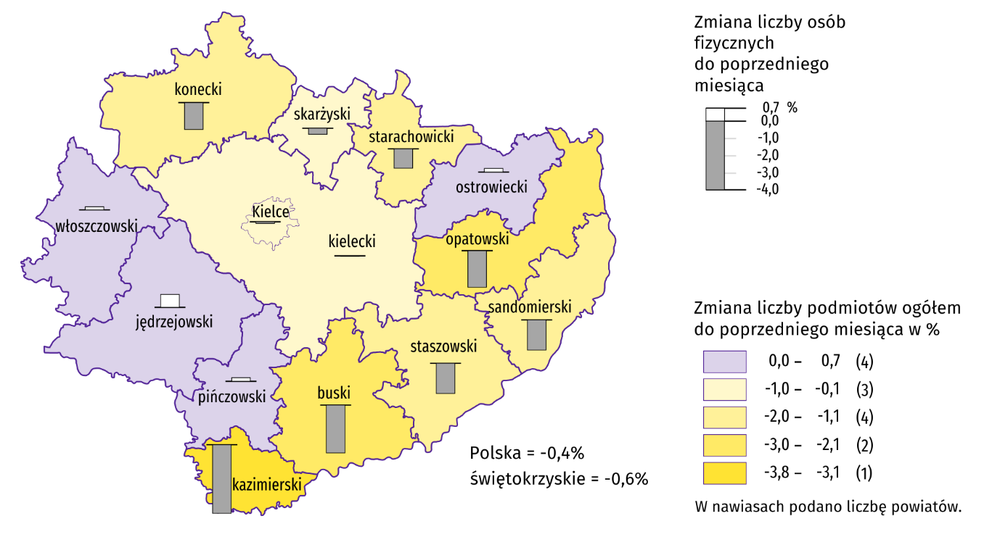 Zmiana liczby osób
fizycznych
do poprzedniego
miesiąca
0,7 %
0,0
-1,0
-2,0
-3,0
-4,0
konecki
skarżyski
starachowicki
ostrowiecki
włoszczowski
Kielce
kielecki
opatowski
jędrzejowski
sandomierski
staszowski
pińczowski
buski
kazimierski
Polska = -0,4%
świętokrzyskie = -0,6%
Zmiana liczby podmiotów ogółem
do poprzedniego miesiąca w %
0,0 – 0,7 (4)
-1,0 – -0,1 (3)
-2,0 – -1,1 (4)
-3,0 – -2,1 (2)
-3,8 – -3,1 (1)
W nawiasach podano liczbę powiatów.